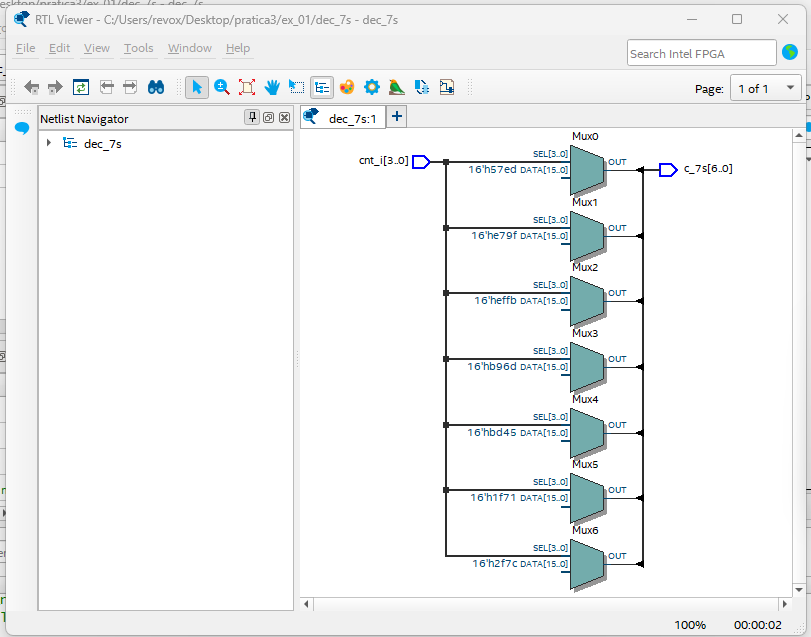 RTL Viewer - C:/Users/revox/Desktop/pratica3/ex_01/dec_7s - dec_7s
File Edit View Tools Window Help
Search Intel FPGA
Page: 1 of 1
Netlist Navigator
dec_7s
dec_7s:1
Mux0
cnt_i[3..0]
SEL[3..0]
OUT
16'h57ed DATA[15..0]
c_7s[6..0]
Mux1
SEL[3..0]
OUT
16'he79f DATA[15..0]
Mux2
SEL[3..0]
OUT
16'heffb DATA[15..0]
Mux3
SEL[3..0]
OUT
16'hb96d DATA[15..0]
Mux4
SEL[3..0]
OUT
16'hbd45 DATA[15..0]
Mux5
SEL[3..0]
OUT
16'h1f71 DATA[15..0]
Mux6
SEL[3..0]
OUT
16'h2f7c DATA[15..0]
100% 00:00:02